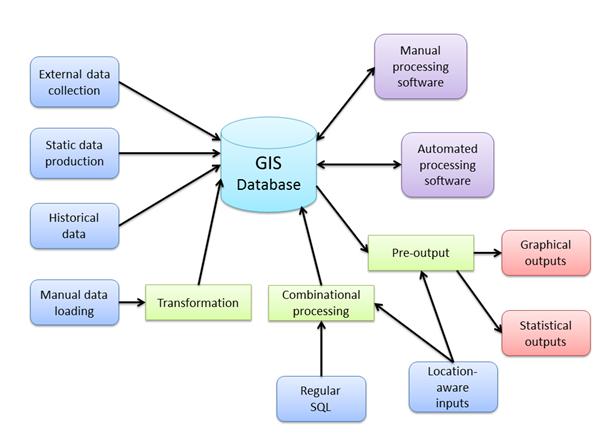 External data
collection
Static data
production
Historical
data
Manual data
loading
Transformation
GIS
Database
Manual
processing
software
Automated
processing
software
Pre-output
Graphical
outputs
Statistical
outputs
Combinational
processing
Regular
SQL
Location-
aware
inputs